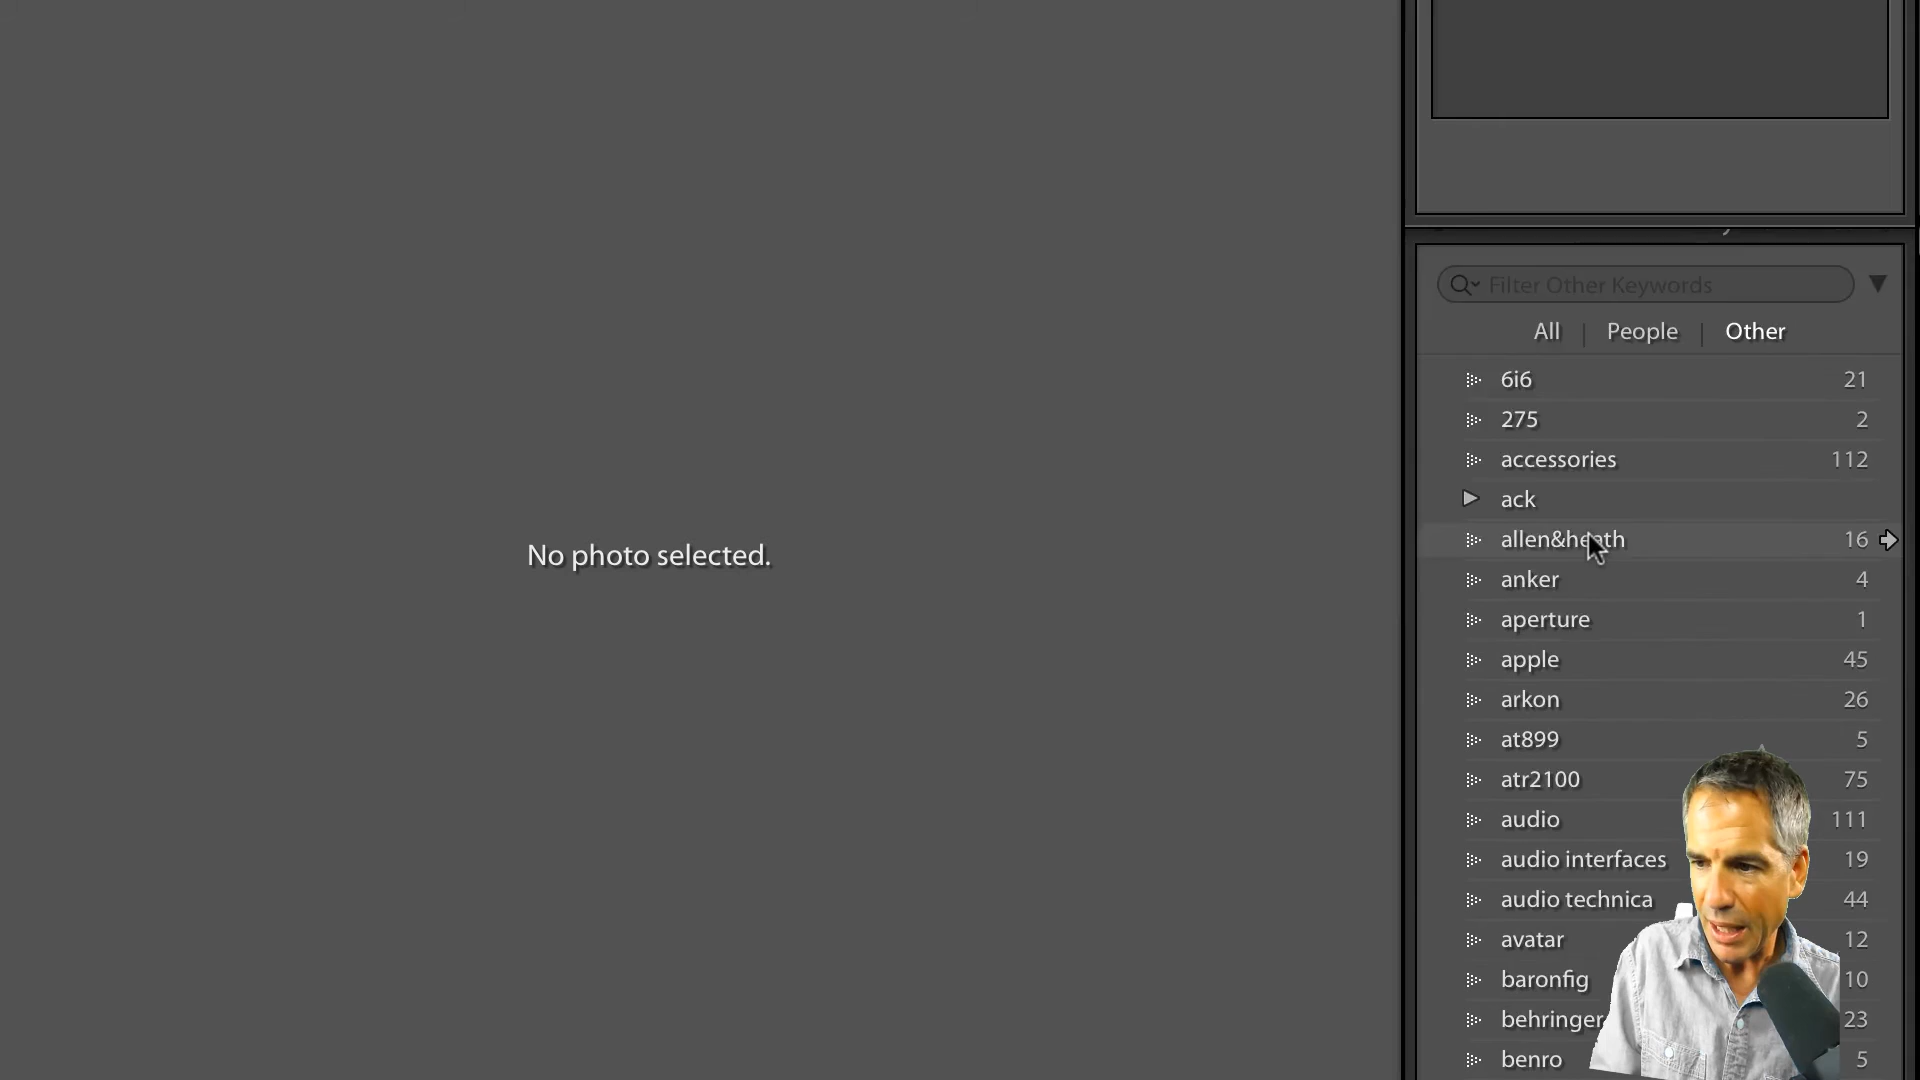 Filter Other Keywords
All | People | Other
6i6 21
275 2
accessories 112
ack
allen&heath 16
No photo selected.
anker 4
aperture 1
apple 45
arkon 26
at899 5
atr2100 75
audio 111
audio interfaces 19
audio technica 44
avatar 12
baronfig 10
behringer 23
benro 5